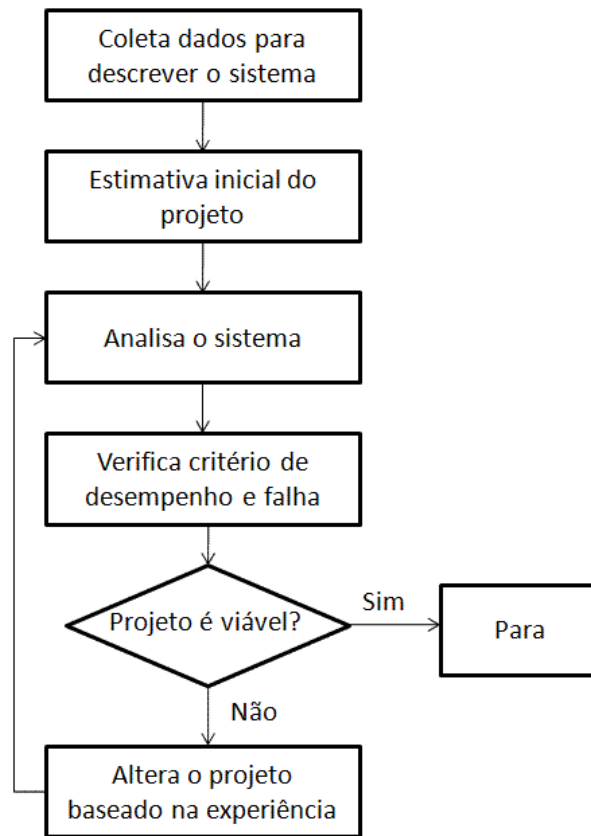 Coleta dados para
descrever o sistema
Estimativa inicial do
projeto
Analisa o sistema
Verifica critério de
desempenho e falha
Projeto é viável?
Sim
Para
Não
Altera o projeto
baseado na experiência